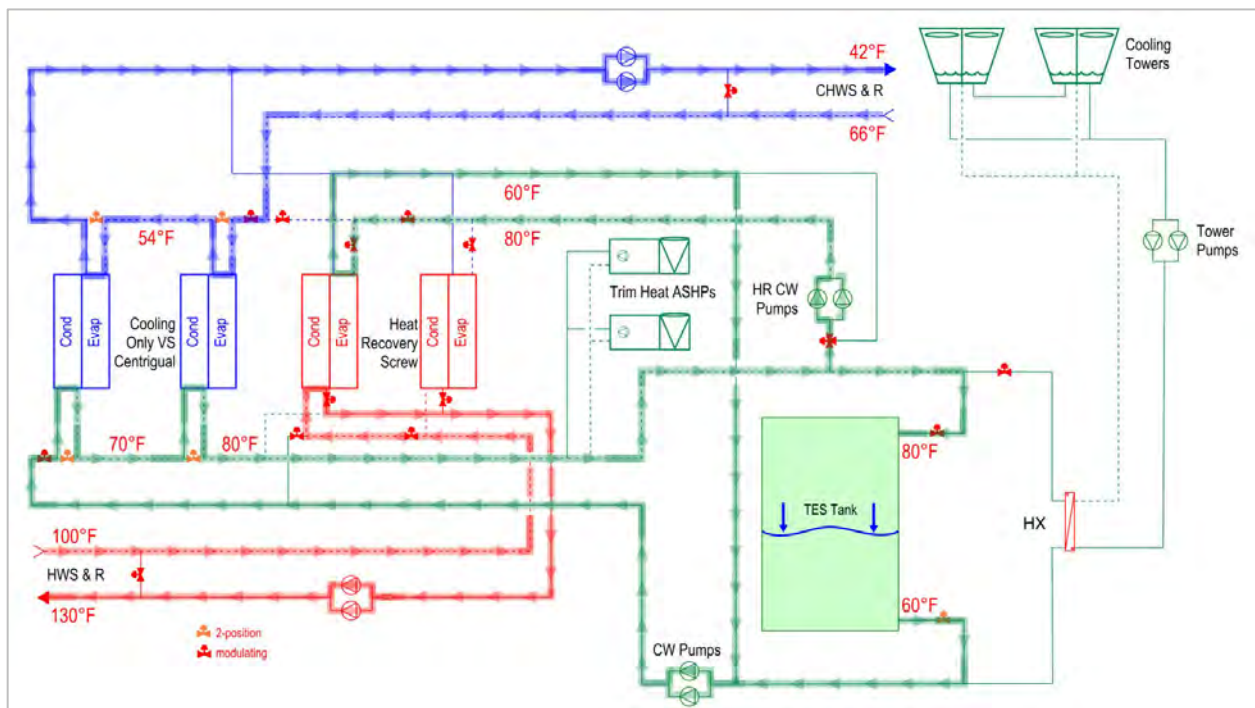 42°F
Cooling
Towers
CHWS & R
66°F
60°F
54°F
80°F
Tower
Pumps
Trim Heat ASHPs
HR CW
Pumps
Cond
Evap
Cooling
Only VS
Centrigual
Cond
Evap
Cond
Evap
Heat
Recovery
Screw
Cond
Evap
70°F
80°F
80°F
TES Tank
HX
100°F
HWS & R
130°F
60°F
2-position
modulating
CW Pumps